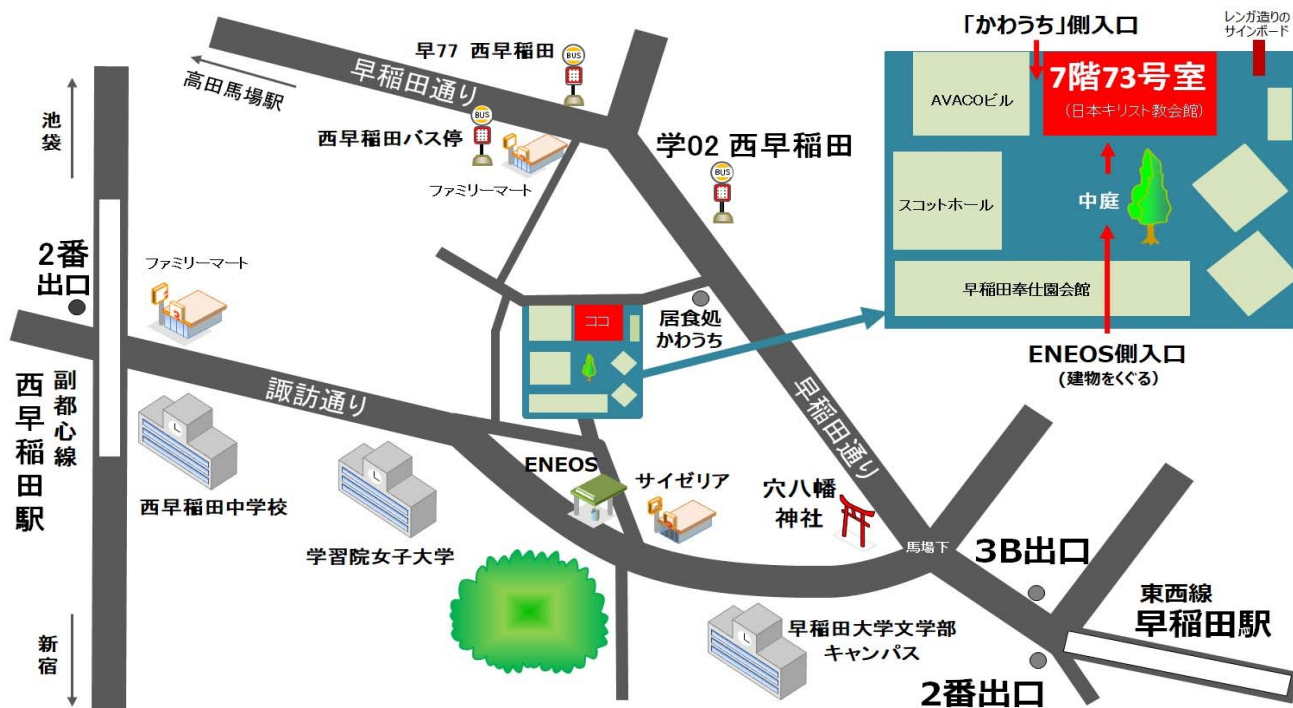 早77 西早稲田
早稲田通り
高田馬場駅
西早稲田バス停
ファミリーマート
学02 西早稲田
池袋
2番
出口
ファミリーマート
副都心線
西早稲田駅
新宿
諏訪通り
西早稲田中学校
学習院女子大学
ココ
居食処
かわうち
早稲田通り
ENEOS
サイゼリア
穴八幡
神社
馬場下
3B出口
東西線
早稲田駅
2番出口
早稲田大学文学部
キャンパス
「かわうち」側入口
レンガ造りの
サインボード
AVACOビル
7階73号室
(日本キリスト教会館)
スコットホール
中庭
早稲田奉仕園会館
ENEOS側入口
(建物をくぐる)
BUS
BUS
BUS